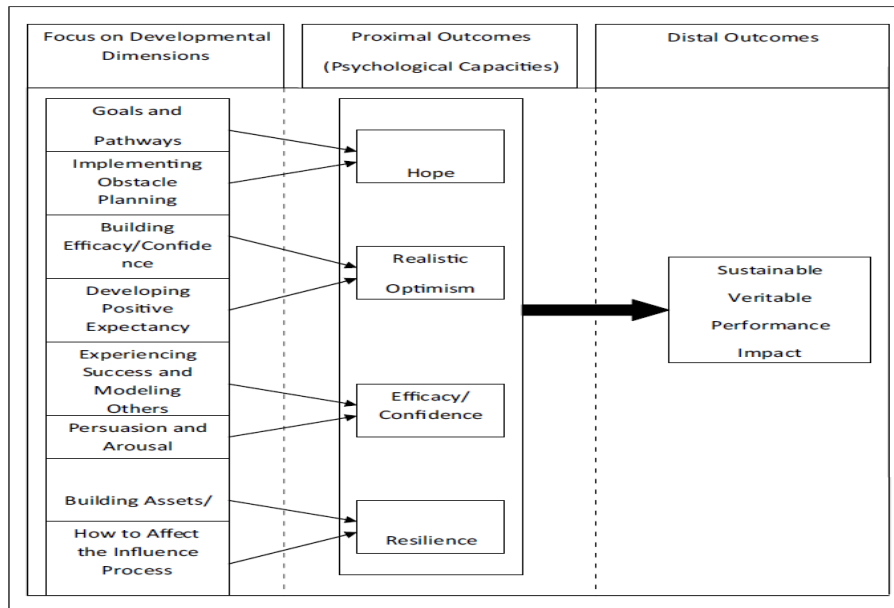 Focus on Developmental
Dimensions
Proximal Outcomes
(Psychological Capacities)
Distal Outcomes
Goals and
Pathways
Implementing
Obstacle
Planning
Building
Efficacy/Confide
nce
Developing
Positive
Expectancy
Experiencing
Success and
Modeling
Others
Persuasion and
Arousal
Building Assets/
How to Affect
the Influence
Process
Hope
Realistic
Optimism
Efficacy/
Confidence
Resilience
Sustainable
Veritable
Performance
Impact